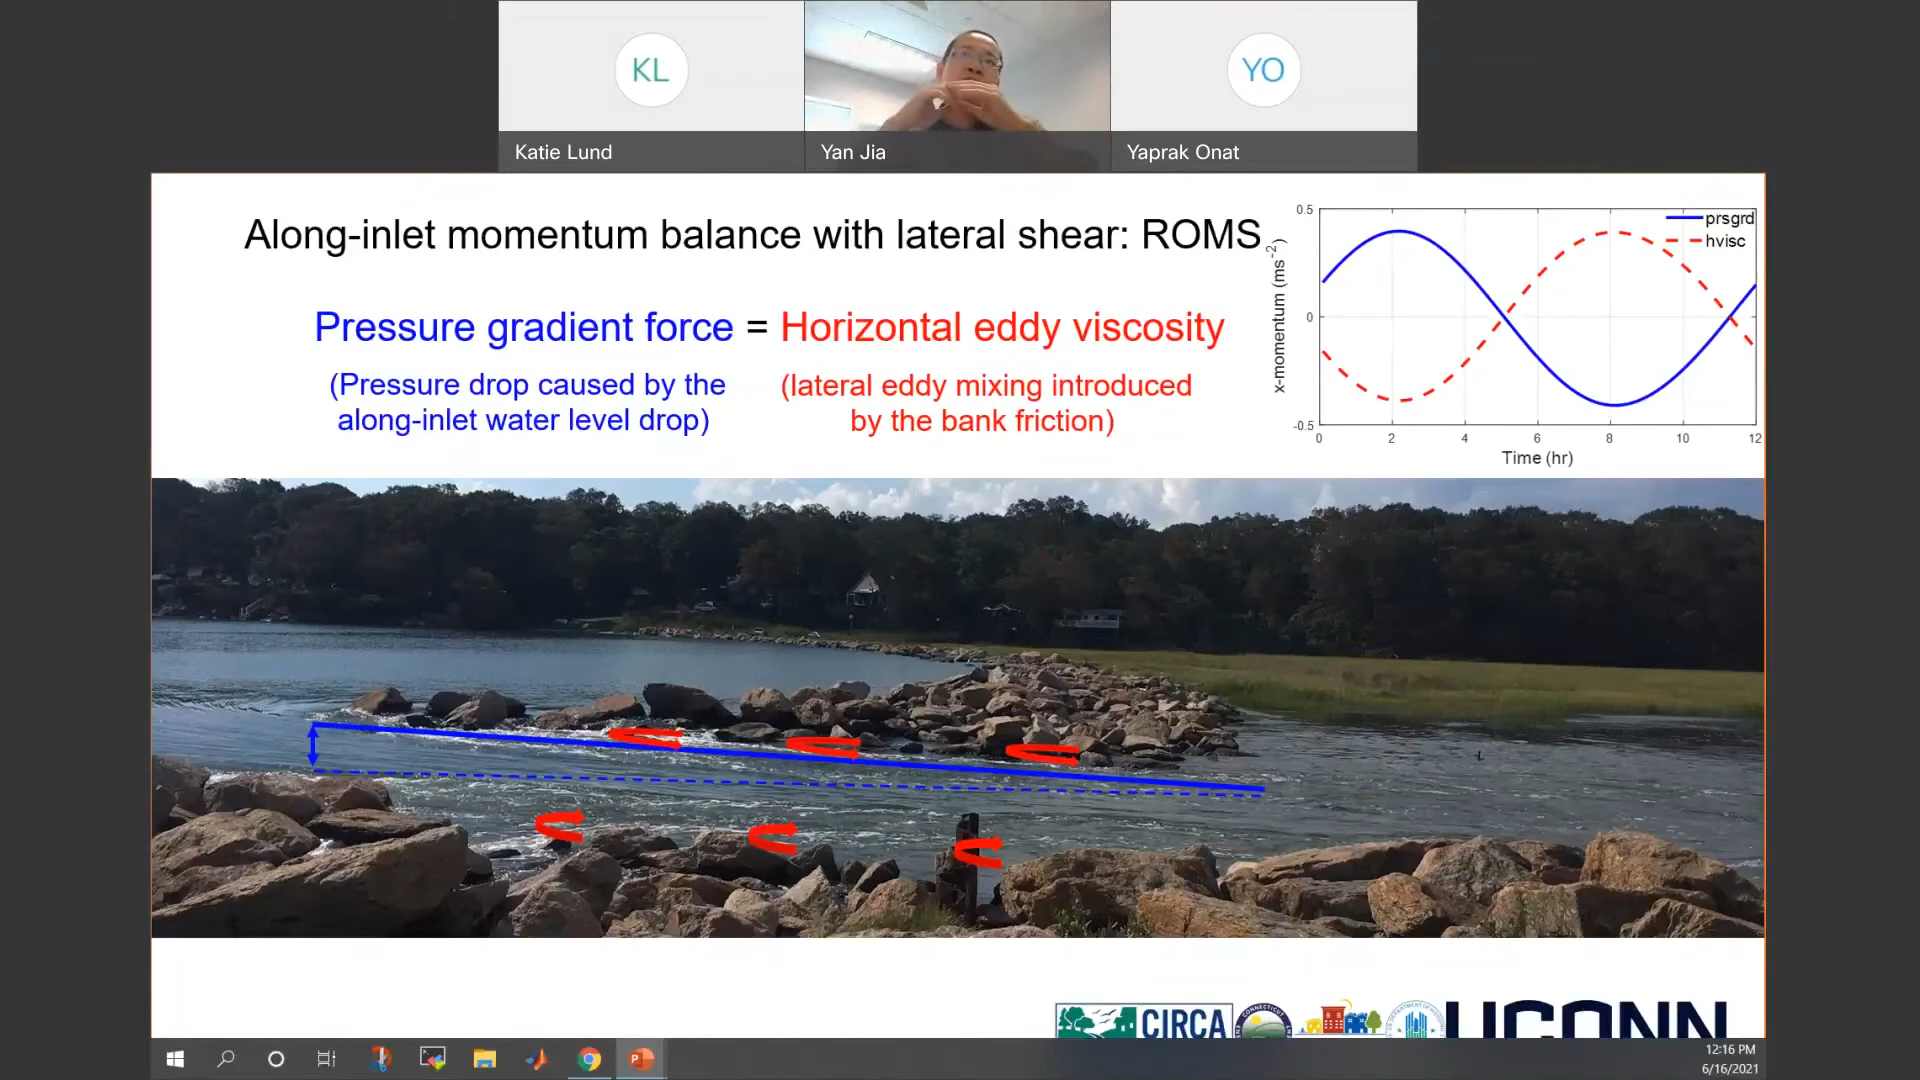 KL
YO
Katie Lund
Yan Jia
Yaprak Onat
Along-inlet momentum balance with lateral shear: ROMS
Pressure gradient force = Horizontal eddy viscosity
(Pressure drop caused by the
along-inlet water level drop)
(lateral eddy mixing introduced
by the bank friction)
prsgrd
hvisc
x-momentum (ms-2)
0.5
0
-0.5
0 2 4 6 8 10 12
Time (hr)
CIRCA
CONNECTICUT
UCONN
12:16 PM
6/16/2021